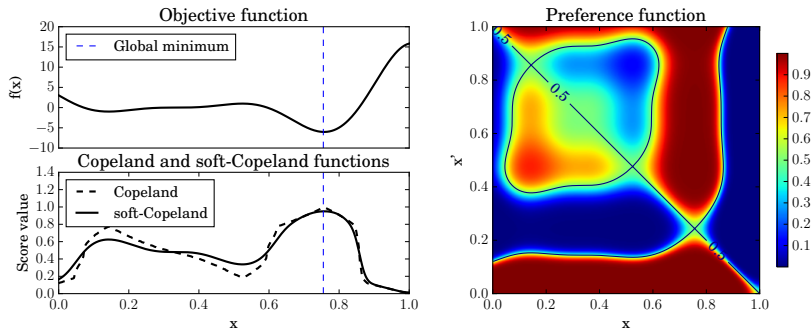 Objective function
20
15
10
5
0
−5
−10
f(x)
Global minimum
Copeland and soft-Copeland functions
1.4
1.2
1.0
0.8
0.6
0.4
0.2
0.0
Score value
Copeland
soft-Copeland
0.0 0.2 0.4 0.6 0.8 1.0
x
Preference function
1.0
0.8
0.6
0.4
0.2
0.0
x'
0.5
0.5
0.5
0.0 0.2 0.4 0.6 0.8 1.0
x
0.9
0.8
0.7
0.6
0.5
0.4
0.3
0.2
0.1